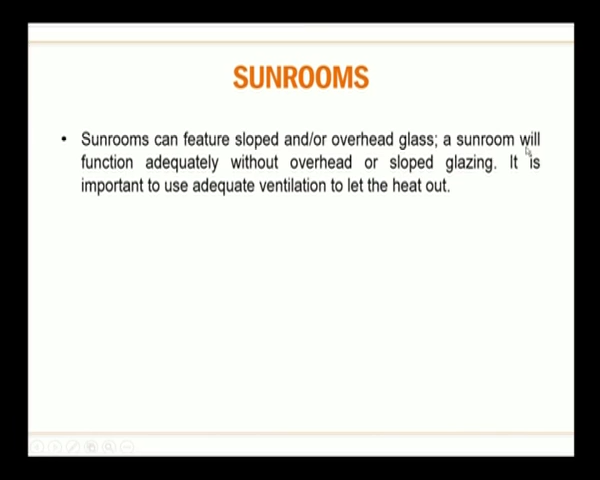 SUNROOMS
• Sunrooms can feature sloped and/or overhead glass; a sunroom will
function adequately without overhead or sloped glazing. It is
important to use adequate ventilation to let the heat out.